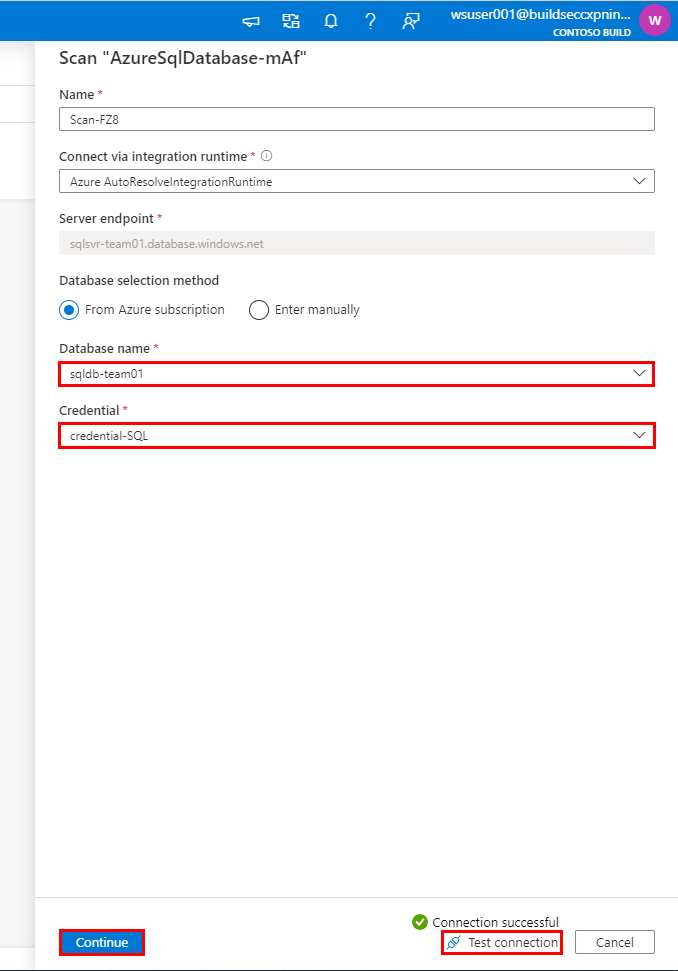 wsuser001@buildseccxpnin...
CONTOSO BUILD
W
Scan "AzureSqlDatabase-mAf"
Name *
Scan-FZ8
Connect via integration runtime *
Azure AutoResolveIntegrationRuntime
Server endpoint *
sqlsvr-team01.database.windows.net
Database selection method
From Azure subscription Enter manually
Database name *
sqldb-team01
Credential *
credential-SQL
Connection successful
Continue Test connection Cancel